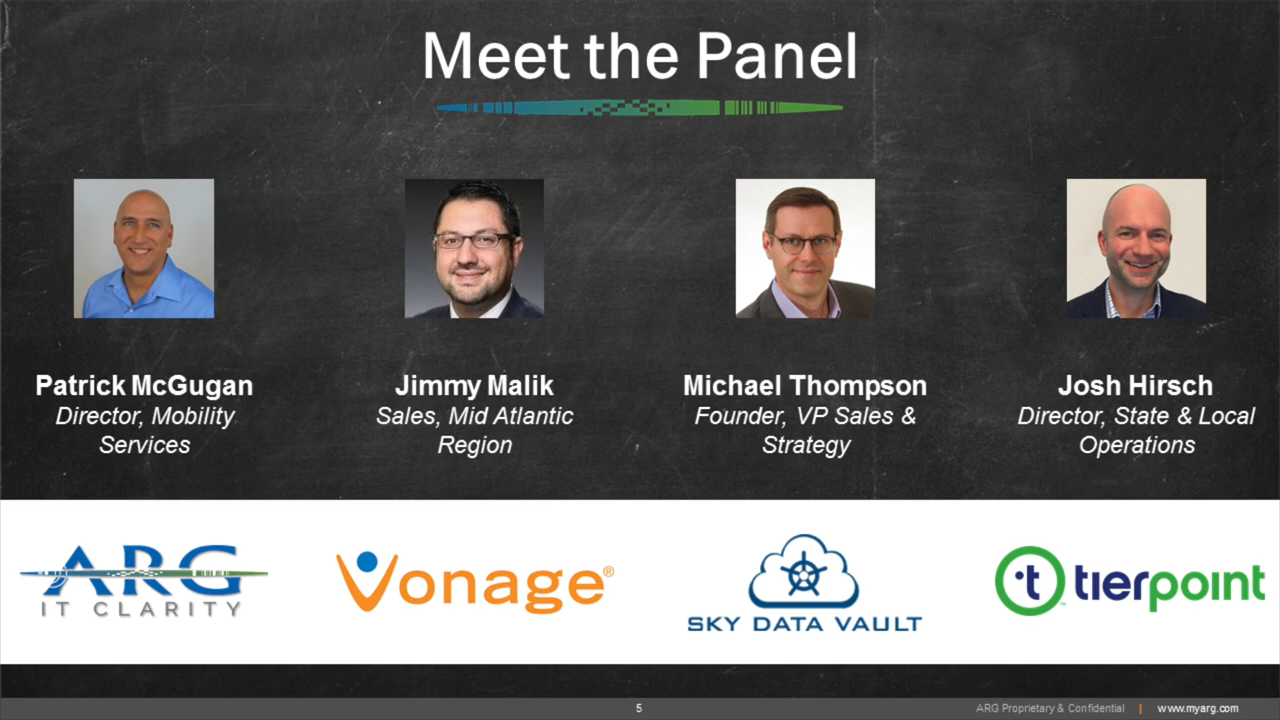 Meet the Panel
Patrick McGugan
Director, Mobility
Services
Jimmy Malik
Sales, Mid Atlantic
Region
Michael Thompson
Founder, VP Sales &
Strategy
Josh Hirsch
Director, State & Local
Operations
ARG
IT CLARITY
Vonage®
SKY DATA VAULT
t tierpoint™
5
ARG Proprietary & Confidential | www.myarg.com